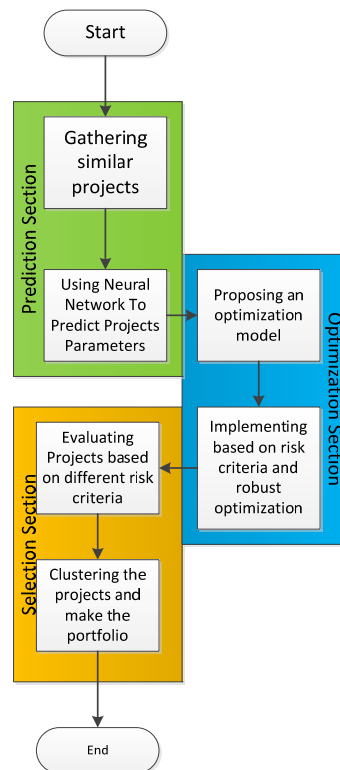 Start
Prediction Section
Gathering
similar
projects
Using Neural
Network To
Predict Projects
Parameters
Optimization Section
Proposing an
optimization
model
Implementing
based on risk
criteria and
robust
optimization
Selection Section
Evaluating
Projects based
on different risk
criteria
Clustering the
projects and
make the
portfolio
End